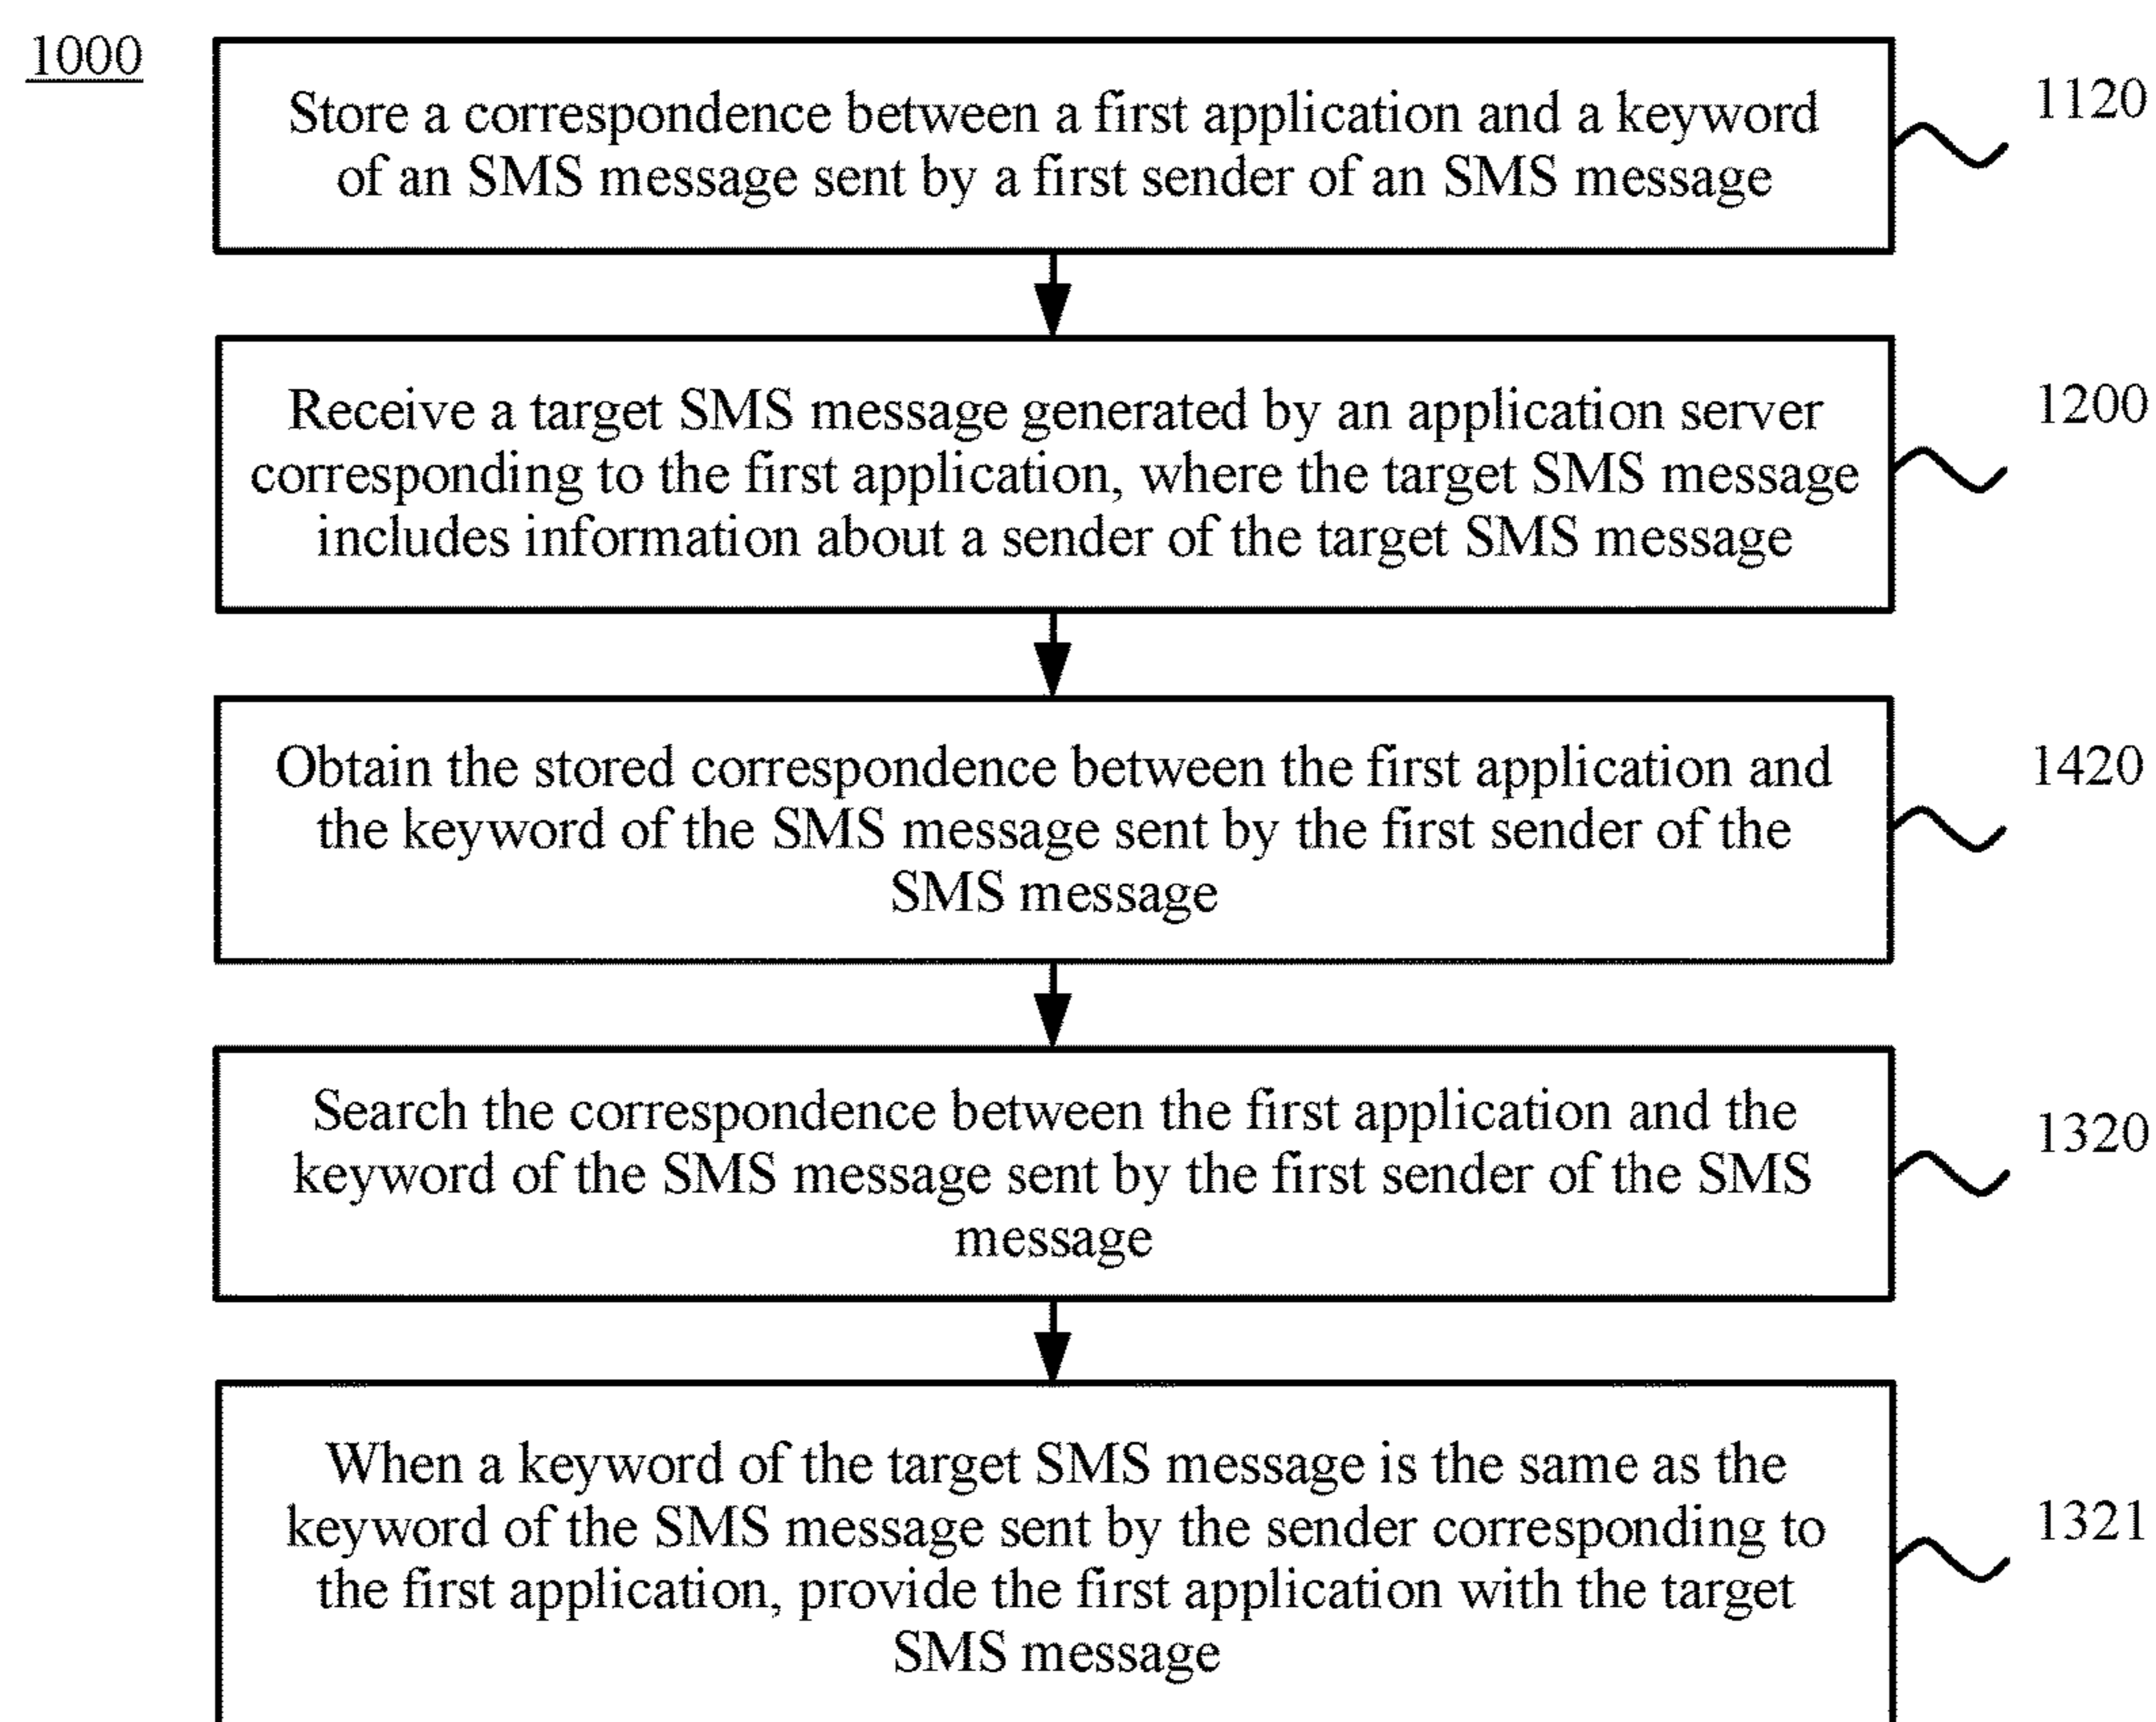 1000
Store a correspondence between a first application and a keyword
of an SMS message sent by a first sender of an SMS message
1120
Receive a target SMS message generated by an application server
corresponding to the first application, where the target SMS message
includes information about a sender of the target SMS message
1200
Obtain the stored correspondence between the first application and
the keyword of the SMS message sent by the first sender of the
SMS message
1420
Search the correspondence between the first application and the
keyword of the SMS message sent by the first sender of the SMS
message
1320
When a keyword of the target SMS message is the same as the
keyword of the SMS message sent by the sender corresponding to
the first application, provide the first application with the target
SMS message
1321